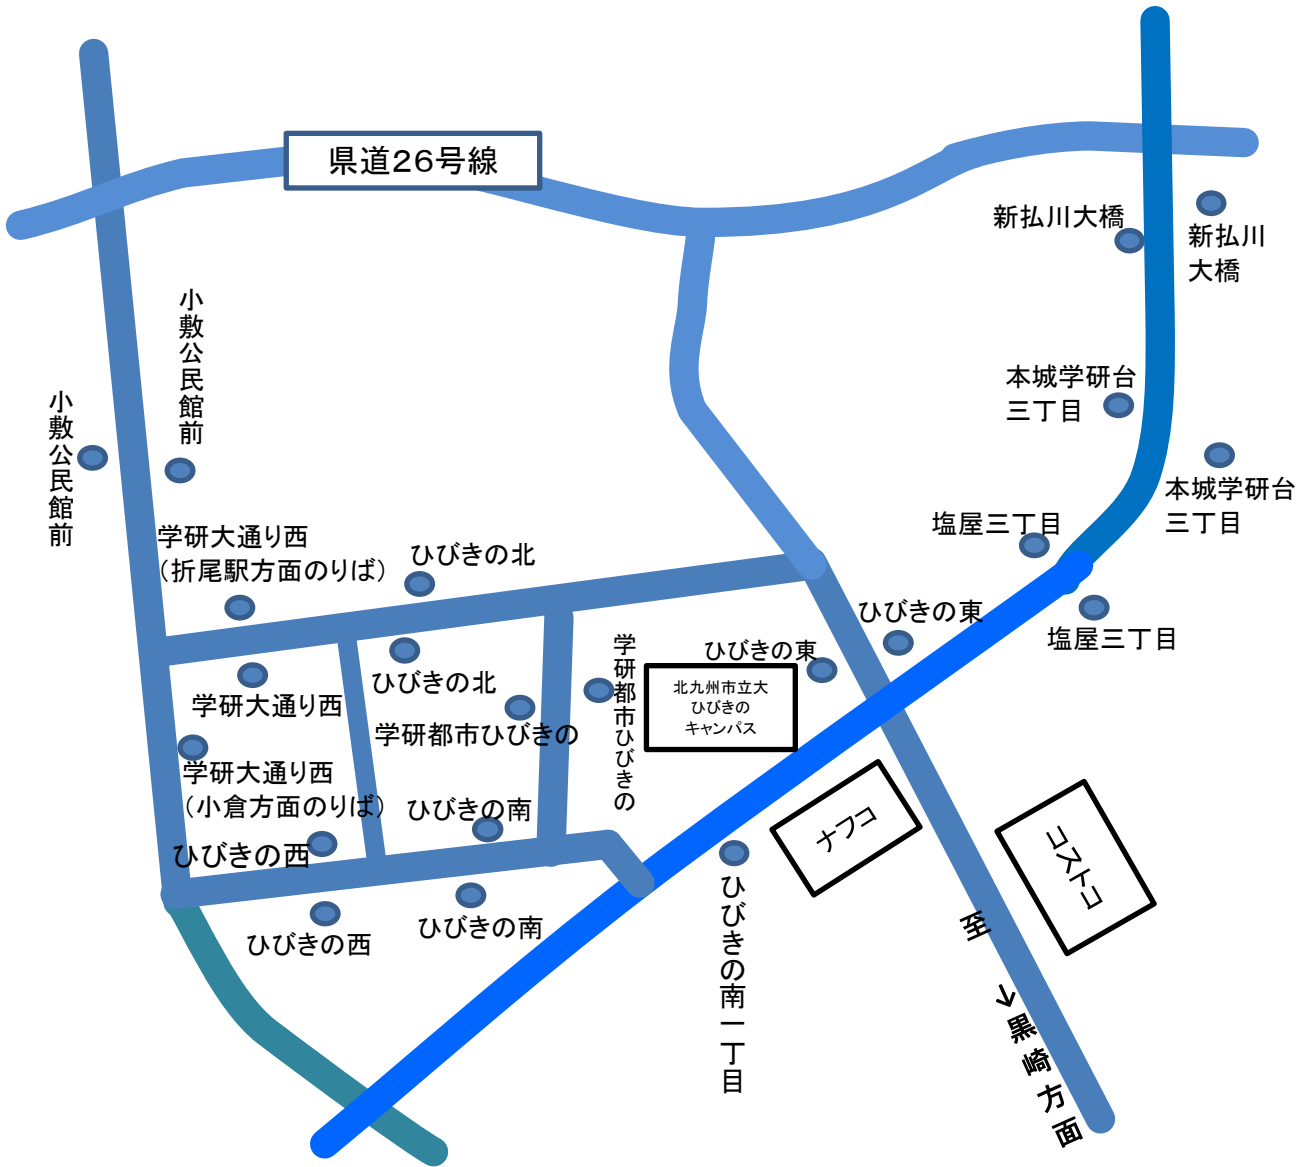 県道26号線
新払川大橋
新払川
大橋
小敷公民館前
小敷公民館前
本城学研台
三丁目
本城学研台
三丁目
塩屋三丁目
塩屋三丁目
学研大通り西
(折尾駅方面のりば)
ひびきの北
ひびきの東
ひびきの東
学研都市ひびきの
北九州市立大
ひびきの
キャンパス
ひびきの北
学研大通り西
学研都市ひびきの
学研大通り西
(小倉方面のりば)
ひびきの南
ひびきの西
ナフコ
コストコ
ひびきの南
ひびきの西
ひびきの南一丁目
至
→黒崎方面